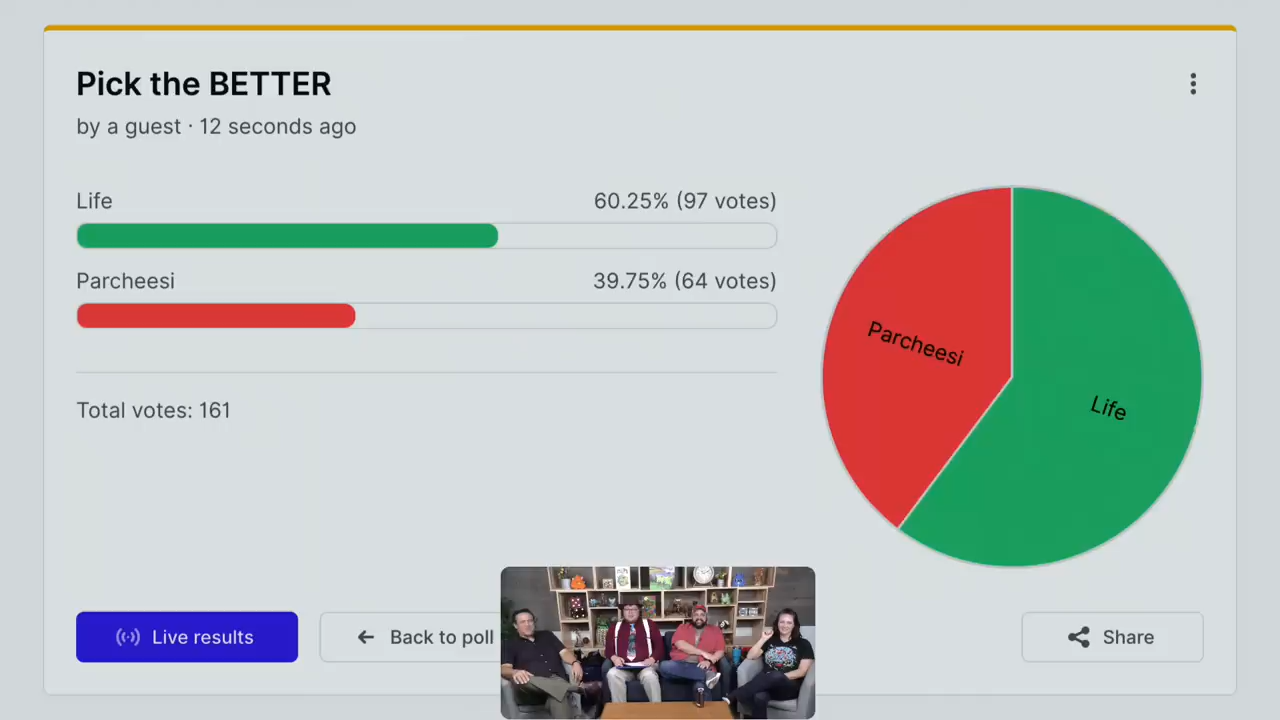 Pick the BETTER
by a guest · 12 seconds ago
Life 60.25% (97 votes)
Parcheesi 39.75% (64 votes)
Total votes: 161
Parcheesi
Life
Live results
Back to poll
Share